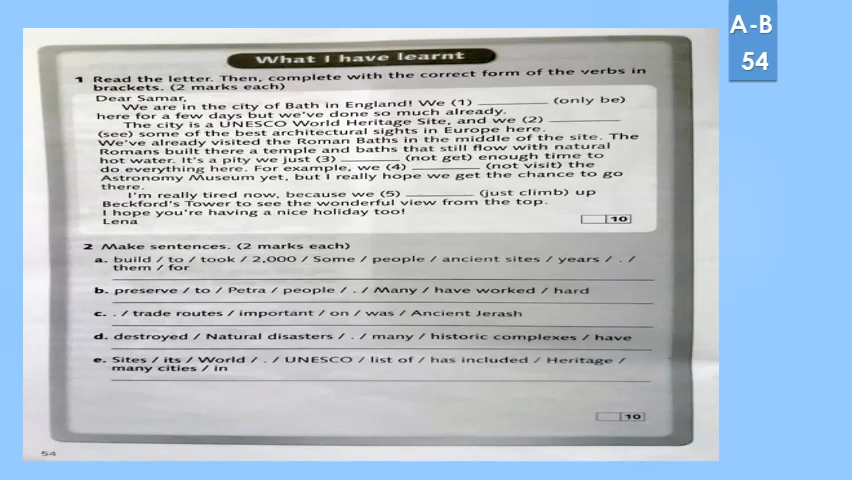 A-B
54
What I have learnt
1 Read the letter. Then, complete with the correct form of the verbs in
brackets. (2 marks each)
Dear Samar,
We are in the city of Bath in England! We (1) __________ (only be)
here for a few days but we've done so much already.
The city is a UNESCO World Heritage Site, and we (2) __________
(see) some of the best architectural sights in Europe here.
We've already visited the Roman Baths in the middle of the site. The
Romans built there a temple and baths that still flow with natural
hot water. It's a pity we just (3) __________ (not get) enough time to
do everything here. For example, we (4) __________ (not visit) the
Astronomy Museum yet, but I really hope we get the chance to go
there.
I'm really tired now, because we (5) __________ (just climb) up
Beckford's Tower to see the wonderful view from the top.
I hope you're having a nice holiday too!
Lena
10
2 Make sentences. (2 marks each)
a. build / to / took / 2,000 / Some / people / ancient sites / years / . /
them / for
b. preserve / to / Petra / people / . / Many / have worked / hard
c. . / trade routes / important / on / was / Ancient Jerash
d. destroyed / Natural disasters / . / many / historic complexes / have
e. Sites / its / World / . / UNESCO / list of / has included / Heritage /
many cities / in
10
54